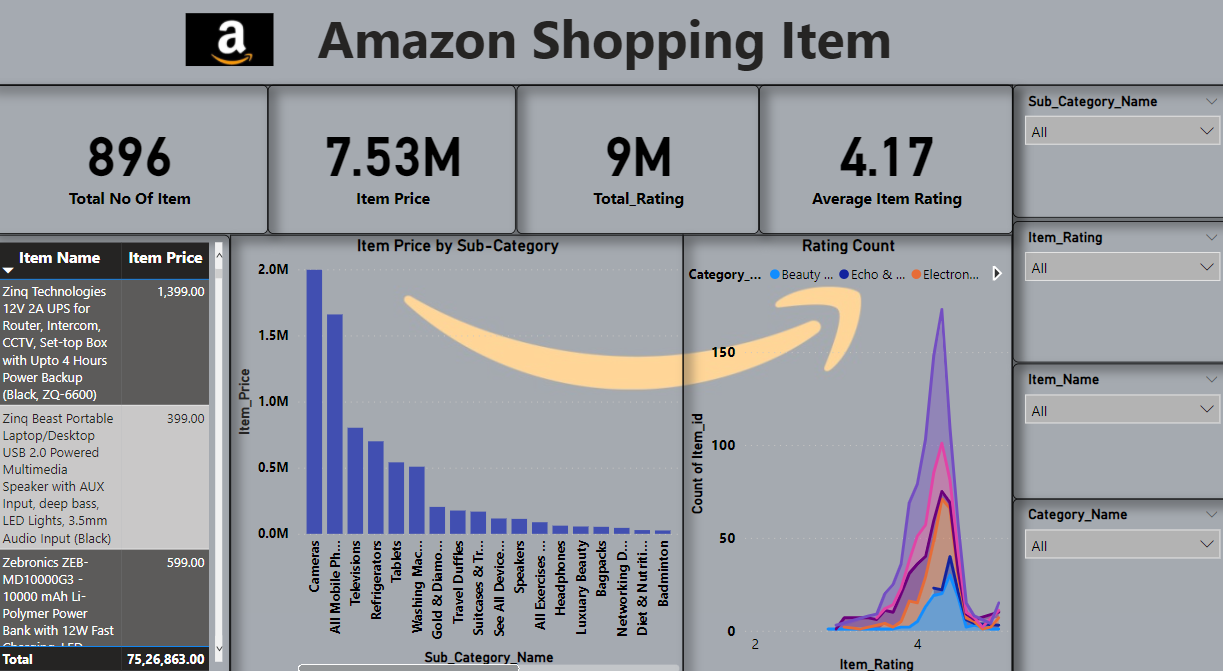 a
Amazon Shopping Item
896
Total No Of Item
7.53M
Item Price
9M
Total_Rating
4.17
Average Item Rating
Sub_Category_Name
All
Item_Rating
All
Item_Name
All
Category_Name
All
Item Name
Item Price
Zinq Technologies
12V 2A UPS for
Router, Intercom,
CCTV, Set-top Box
with Upto 4 Hours
Power Backup
(Black, ZQ-6600)
1,399.00
Zinq Beast Portable
Laptop/Desktop
USB 2.0 Powered
Multimedia
Speaker with AUX
Input, deep bass,
LED Lights, 3.5mm
Audio Input (Black)
399.00
Zebronics ZEB-
MD10000G3 -
10000 mAh Li-
Polymer Power
Bank with 12W Fast
Charging, LED
599.00
Total
75,26,863.00
Item Price by Sub-Category
Item_Price
2.0M
1.5M
1.0M
0.5M
0.0M
Cameras
All Mobile Ph...
Televisions
Refrigerators
Tablets
Washing Mac...
Gold & Diamo...
Travel Duffles
Suitcases & Tr...
See All Device...
Speakers
All Exercises ...
Headphones
Luxury Beauty
Bagpacks
Networking D...
Diet & Nutriti...
Badminton
Sub_Category_Name
Rating Count
Category_...
Beauty ...
Echo & ...
Electron...
Count of Item_id
150
100
50
0
2
4
Item_Rating